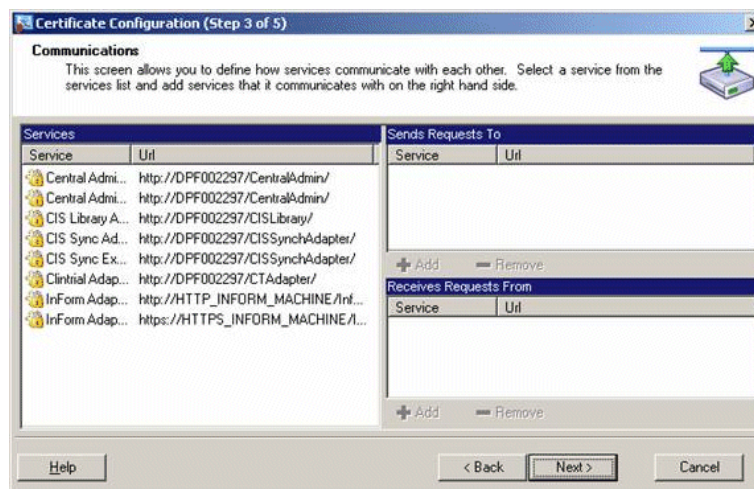 Certificate Configuration (Step 3 of 5)
Communications
This screen allows you to define how services communicate with each other. Select a service from the
services list and add services that it communicates with on the right hand side.
Services
Service Url
Central Admi... http://DPF002297/CentralAdmin/
Central Admi... http://DPF002297/CentralAdmin/
CIS Library A... http://DPF002297/CISLibrary/
CIS Sync Ad... http://DPF002297/CISSynchAdapter/
CIS Sync Ex... http://DPF002297/CISSynchAdapter/
Clintrial Adap... http://DPF002297/CTAdapter/
InForm Adap... http://HTTP_INFORM_MACHINE/Inf...
InForm Adap... https://HTTPS_INFORM_MACHINE/I...
Sends Requests To
Service Url
Add Remove
Receives Requests From
Service Url
Add Remove
Help < Back Next > Cancel